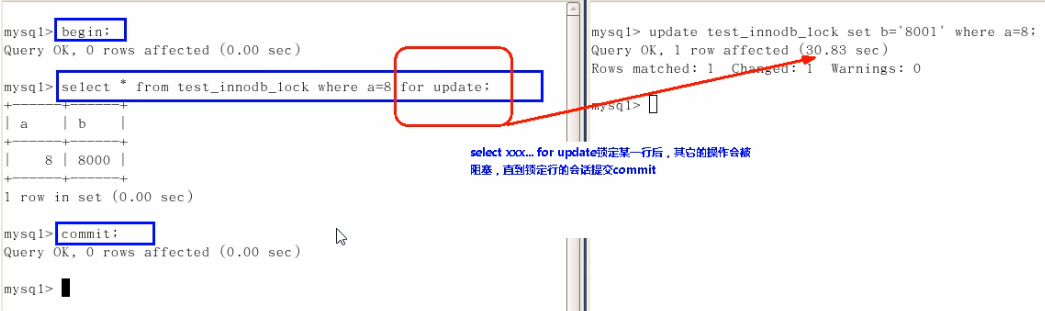 mysql> begin;
Query OK, 0 rows affected (0.00 sec)
mysql> select * from test_innodb_lock where a=8 for update;
+------+------+
| a    | b    |
+------+------+
|    8 | 8000 |
+------+------+
1 row in set (0.00 sec)
mysql> commit;
Query OK, 0 rows affected (0.00 sec)
mysql>
mysql> update test_innodb_lock set b='8001' where a=8;
Query OK, 1 row affected (30.83 sec)
Rows matched: 1  Changed: 1  Warnings: 0
mysql>
select xxx... for update锁定某一行后，其它的操作会被
阻塞，直到锁定行的会话提交commit